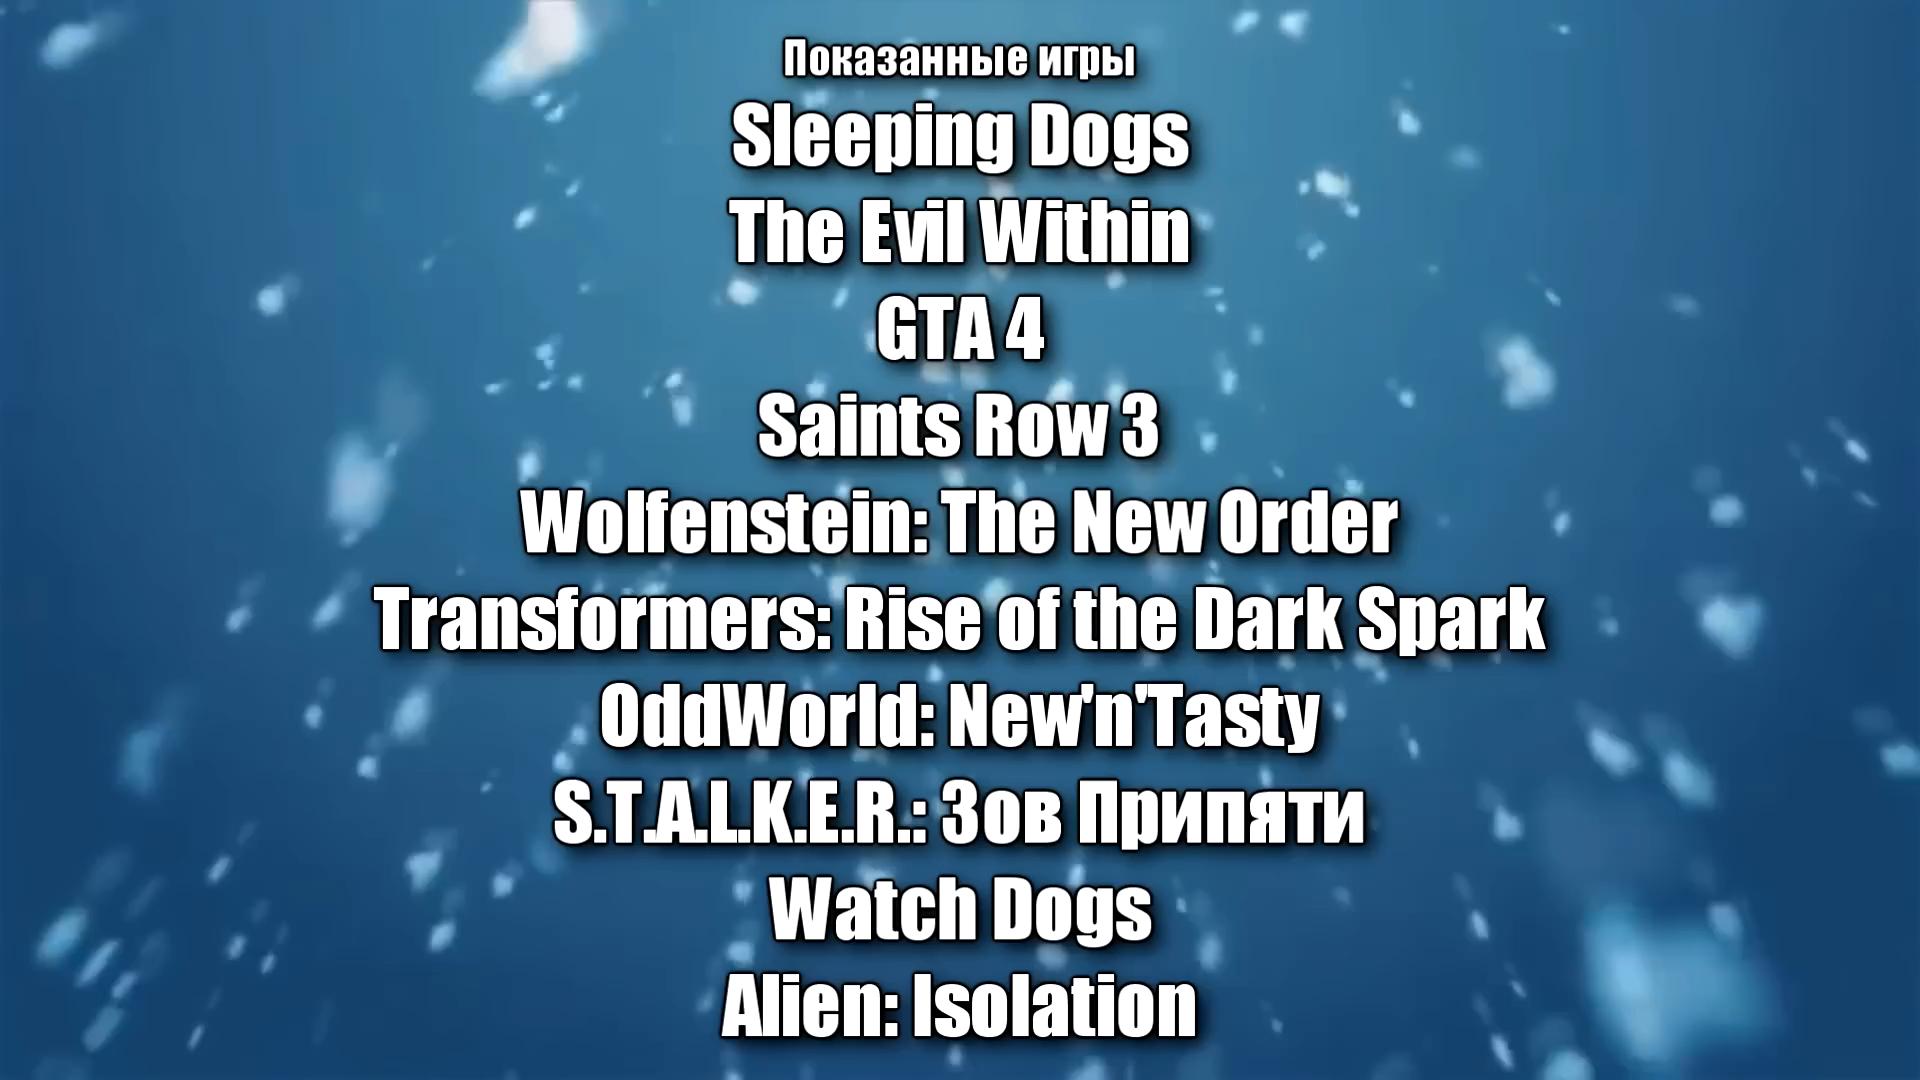 Показанные игры
Sleeping Dogs
The Evil Within
GTA 4
Saints Row 3
Wolfenstein: The New Order
Transformers: Rise of the Dark Spark
OddWorld: New'n'Tasty
S.T.A.L.K.E.R.: Зов Припяти
Watch Dogs
Alien: Isolation